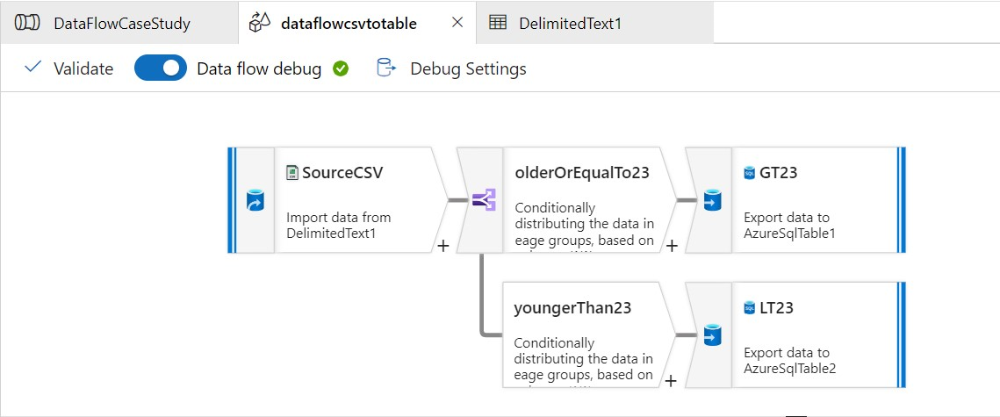 DataFlowCaseStudy
dataflowcsvtotable
DelimitedText1
Validate
Data flow debug
Debug Settings
SourceCSV
Import data from
DelimitedText1
+
olderOrEqualTo23
Conditionally
distributing the data in
eage groups, based on
+
GT23
Export data to
AzureSqlTable1
youngerThan23
Conditionally
distributing the data in
eage groups, based on
+
LT23
Export data to
AzureSqlTable2